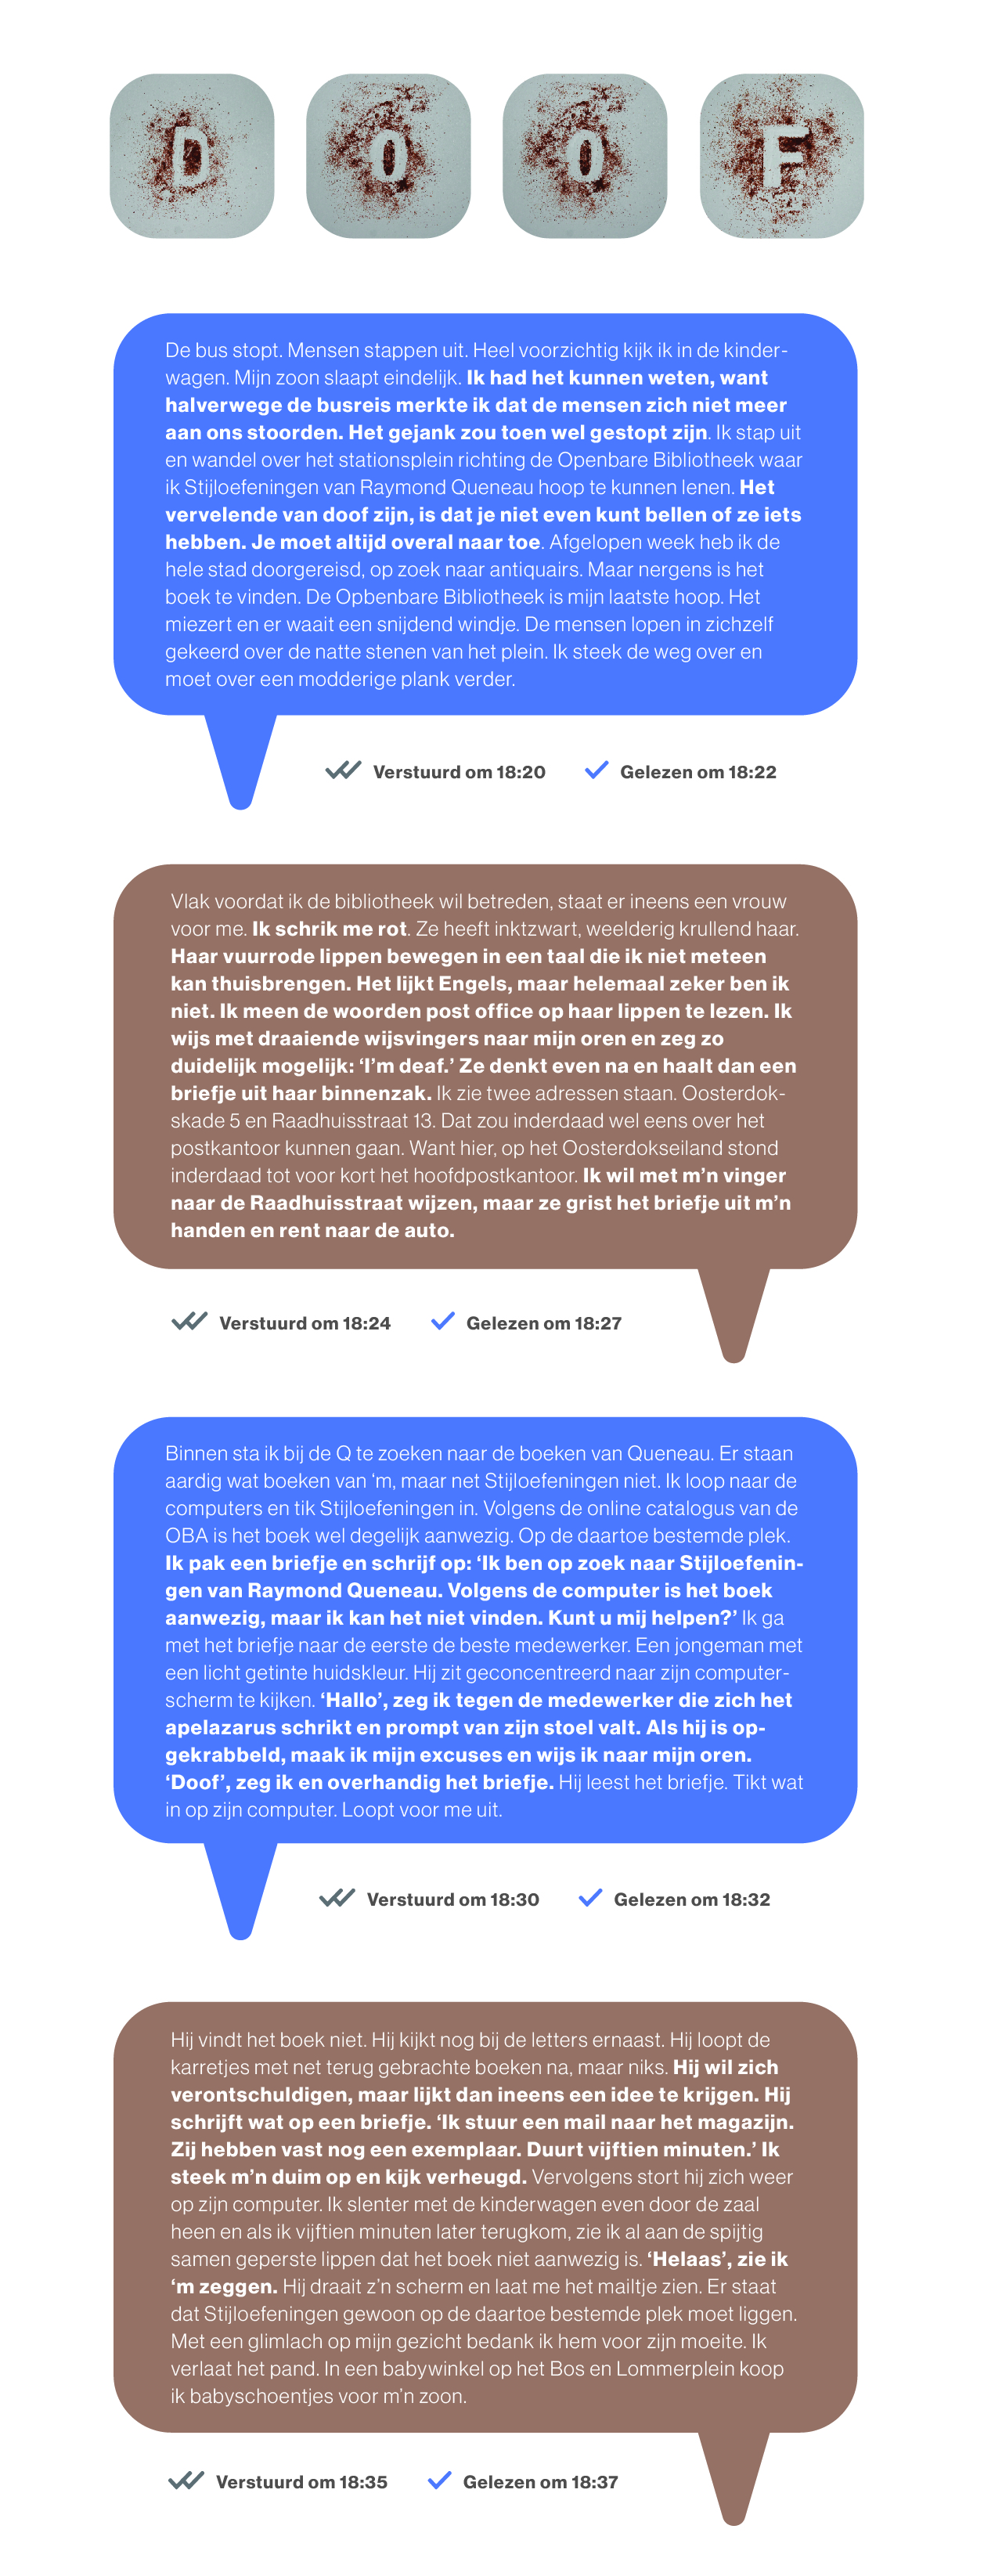 D O O F
De bus stopt. Mensen stappen uit. Heel voorzichtig kijk ik in de kinder-
wagen. Mijn zoon slaapt eindelijk. Ik had het kunnen weten, want
halverwege de busreis merkte ik dat de mensen zich niet meer
aan ons stoorden. Het gejank zou toen wel gestopt zijn. Ik stap uit
en wandel over het stationsplein richting de Openbare Bibliotheek waar
ik Stijloefeningen van Raymond Queneau hoop te kunnen lenen. Het
vervelende van doof zijn, is dat je niet even kunt bellen of ze iets
hebben. Je moet altijd overal naar toe. Afgelopen week heb ik de
hele stad doorgereisd, op zoek naar antiquairs. Maar nergens is het
boek te vinden. De Opbenbare Bibliotheek is mijn laatste hoop. Het
miezert en er waait een snijdend windje. De mensen lopen in zichzelf
gekeerd over de natte stenen van het plein. Ik steek de weg over en
moet over een modderige plank verder.
Verstuurd om 18:20 Gelezen om 18:22
Vlak voordat ik de bibliotheek wil betreden, staat er ineens een vrouw
voor me. Ik schrik me rot. Ze heeft inktzwart, weelderig krullend haar.
Haar vuurrode lippen bewegen in een taal die ik niet meteen
kan thuisbrengen. Het lijkt Engels, maar helemaal zeker ben ik
niet. Ik meen de woorden post office op haar lippen te lezen. Ik
wijs met draaiende wijsvingers naar mijn oren en zeg zo
duidelijk mogelijk: ‘I’m deaf.’ Ze denkt even na en haalt dan een
briefje uit haar binnenzak. Ik zie twee adressen staan. Oosterdok-
skade 5 en Raadhuisstraat 13. Dat zou inderdaad wel eens over het
postkantoor kunnen gaan. Want hier, op het Oosterdokseiland stond
inderdaad tot voor kort het hoofdpostkantoor. Ik wil met m’n vinger
naar de Raadhuisstraat wijzen, maar ze grist het briefje uit m’n
handen en rent naar de auto.
Verstuurd om 18:24 Gelezen om 18:27
Binnen sta ik bij de Q te zoeken naar de boeken van Queneau. Er staan
aardig wat boeken van ‘m, maar net Stijloefeningen niet. Ik loop naar de
computers en tik Stijloefeningen in. Volgens de online catalogus van de
OBA is het boek wel degelijk aanwezig. Op de daartoe bestemde plek.
Ik pak een briefje en schrijf op: ‘Ik ben op zoek naar Stijloefenin-
gen van Raymond Queneau. Volgens de computer is het boek
aanwezig, maar ik kan het niet vinden. Kunt u mij helpen?’ Ik ga
met het briefje naar de eerste de beste medewerker. Een jongeman met
een licht getinte huidskleur. Hij zit geconcentreerd naar zijn computer-
scherm te kijken. ‘Hallo’, zeg ik tegen de medewerker die zich het
apelazarus schrikt en prompt van zijn stoel valt. Als hij is op-
gekrabbeld, maak ik mijn excuses en wijs ik naar mijn oren.
‘Doof’, zeg ik en overhandig het briefje. Hij leest het briefje. Tikt wat
in op zijn computer. Loopt voor me uit.
Verstuurd om 18:30 Gelezen om 18:32
Hij vindt het boek niet. Hij kijkt nog bij de letters ernaast. Hij loopt de
karretjes met net terug gebrachte boeken na, maar niks. Hij wil zich
verontschuldigen, maar lijkt dan ineens een idee te krijgen. Hij
schrijft wat op een briefje. ‘Ik stuur een mail naar het magazijn.
Zij hebben vast nog een exemplaar. Duurt vijftien minuten.’ Ik
steek m’n duim op en kijk verheugd. Vervolgens stort hij zich weer
op zijn computer. Ik slenter met de kinderwagen even door de zaal
heen en als ik vijftien minuten later terugkom, zie ik al aan de spijtig
samen geperste lippen dat het boek niet aanwezig is. ‘Helaas’, zie ik
‘m zeggen. Hij draait z’n scherm en laat me het mailtje zien. Er staat
dat Stijloefeningen gewoon op de daartoe bestemde plek moet liggen.
Met een glimlach op mijn gezicht bedank ik hem voor zijn moeite. Ik
verlaat het pand. In een babywinkel op het Bos en Lommerplein koop
ik babyschoentjes voor m’n zoon.
Verstuurd om 18:35 Gelezen om 18:37